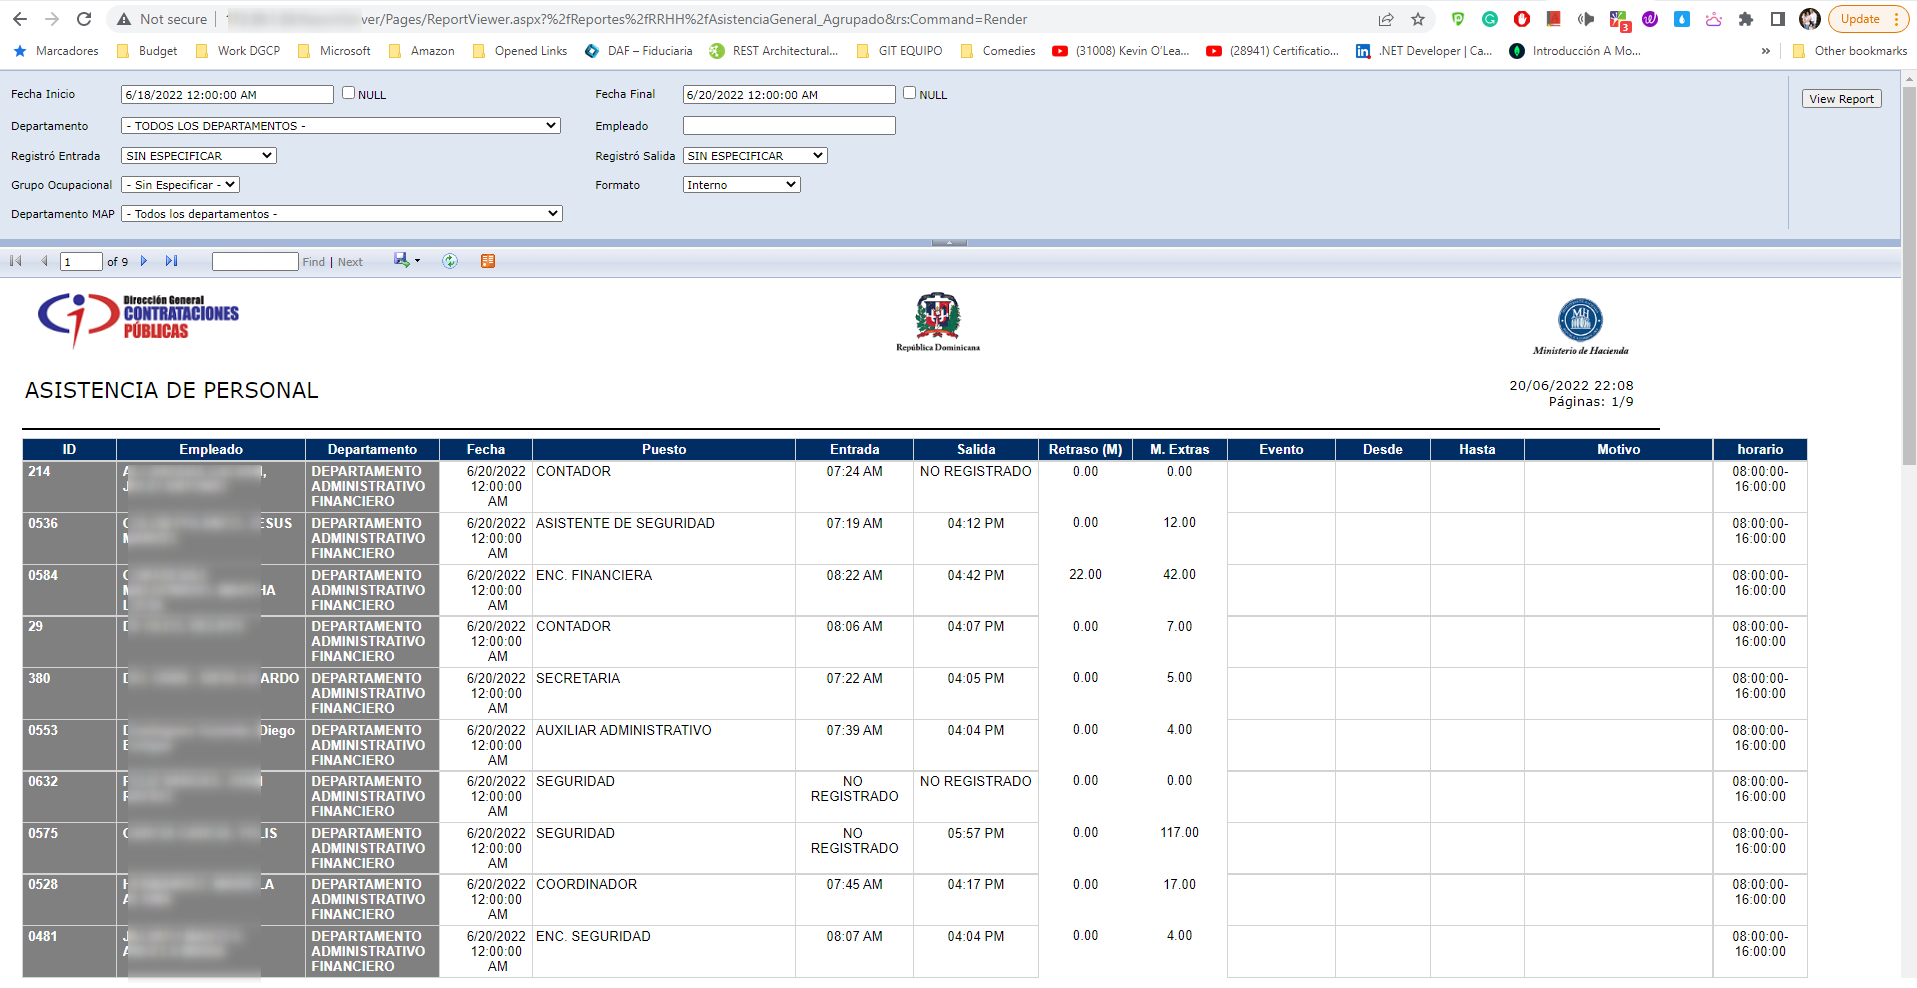 Not secure
ver/Pages/ReportViewer.aspx?%2fReportes%2fRRHH%2fAsistenciaGeneral_Agrupado&rs:Command=Render
3
Update
Marcadores Budget Work DGCP Microsoft Amazon Opened Links DAF – Fiduciaria REST Architectural... GIT EQUIPO Comedies (31008) Kevin O'Lea... (28941) Certificatio... .NET Developer | Ca... Introducción A Mo... » Other bookmarks
Fecha Inicio 6/18/2022 12:00:00 AM NULL Fecha Final 6/20/2022 12:00:00 AM NULL View Report
Departamento - TODOS LOS DEPARTAMENTOS - Empleado
Registró Entrada SIN ESPECIFICAR Registró Salida SIN ESPECIFICAR
Grupo Ocupacional - Sin Especificar - Formato Interno
Departamento MAP - Todos los departamentos -
1 of 9 Find | Next
Dirección General
CONTRATACIONES
PÚBLICAS
República Dominicana
MH
Ministerio de Hacienda
ASISTENCIA DE PERSONAL
20/06/2022 22:08
Páginas: 1/9
ID Empleado Departamento Fecha Puesto Entrada Salida Retraso (M) M. Extras Evento Desde Hasta Motivo horario
214 DEPARTAMENTO 6/20/2022 CONTADOR 07:24 AM NO REGISTRADO 0.00 0.00 08:00:00-
ADMINISTRATIVO 12:00:00 16:00:00
FINANCIERO AM
0536 ESUS DEPARTAMENTO 6/20/2022 ASISTENTE DE SEGURIDAD 07:19 AM 04:12 PM 0.00 12.00 08:00:00-
ADMINISTRATIVO 12:00:00 16:00:00
FINANCIERO AM
0584 DEPARTAMENTO 6/20/2022 ENC. FINANCIERA 08:22 AM 04:42 PM 22.00 42.00 08:00:00-
HA ADMINISTRATIVO 12:00:00 16:00:00
FINANCIERO AM
29 DEPARTAMENTO 6/20/2022 CONTADOR 08:06 AM 04:07 PM 0.00 7.00 08:00:00-
ADMINISTRATIVO 12:00:00 16:00:00
FINANCIERO AM
380 ARDO DEPARTAMENTO 6/20/2022 SECRETARIA 07:22 AM 04:05 PM 0.00 5.00 08:00:00-
ADMINISTRATIVO 12:00:00 16:00:00
FINANCIERO AM
0553 Diego DEPARTAMENTO 6/20/2022 AUXILIAR ADMINISTRATIVO 07:39 AM 04:04 PM 0.00 4.00 08:00:00-
ADMINISTRATIVO 12:00:00 16:00:00
FINANCIERO AM
0632 DEPARTAMENTO 6/20/2022 SEGURIDAD NO NO REGISTRADO 0.00 0.00 08:00:00-
ADMINISTRATIVO 12:00:00 REGISTRADO 16:00:00
FINANCIERO AM
0575 IS DEPARTAMENTO 6/20/2022 SEGURIDAD NO 05:57 PM 0.00 117.00 08:00:00-
ADMINISTRATIVO 12:00:00 REGISTRADO 16:00:00
FINANCIERO AM
0528 LA DEPARTAMENTO 6/20/2022 COORDINADOR 07:45 AM 04:17 PM 0.00 17.00 08:00:00-
ADMINISTRATIVO 12:00:00 16:00:00
FINANCIERO AM
0481 DEPARTAMENTO 6/20/2022 ENC. SEGURIDAD 08:07 AM 04:04 PM 0.00 4.00 08:00:00-
ADMINISTRATIVO 12:00:00 16:00:00
FINANCIERO AM